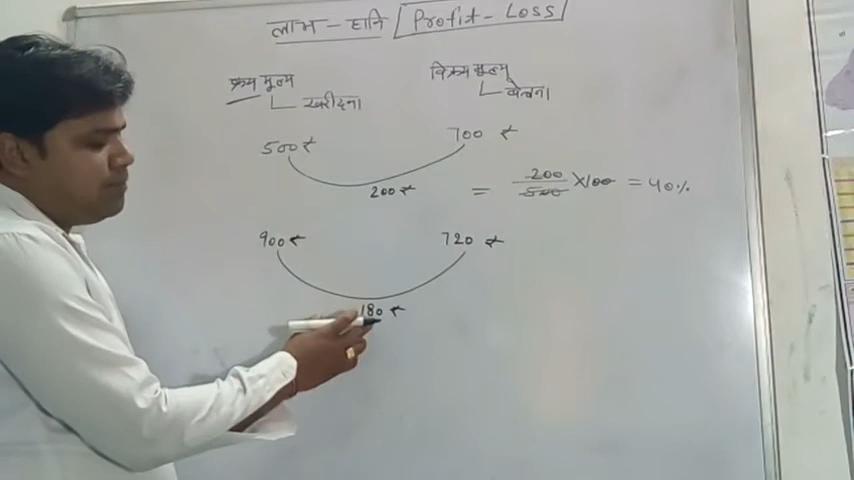 लाभ - हानि Profit - Loss
क्रय मूल्य विक्रय मूल्य
खरीदना बेचना
500 ₹ 700 ₹
200 ₹ = 200/500 × 100 = 40%
900 ₹ 720 ₹
180 ₹